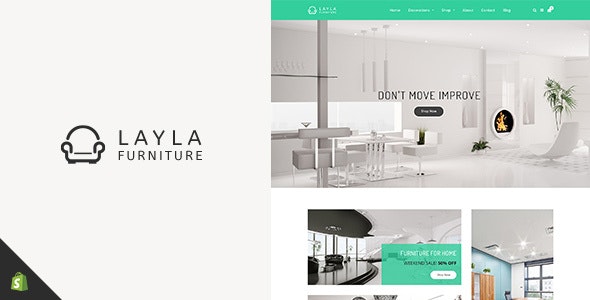 LAYLA
FURNITURE
LAYLA
FURNITURE
Home Decorations Shop About Contact Blog
DON'T MOVE IMPROVE
Shop Now
FURNITURE FOR HOME
WEEKEND SALE! 50% OFF
Shop Now